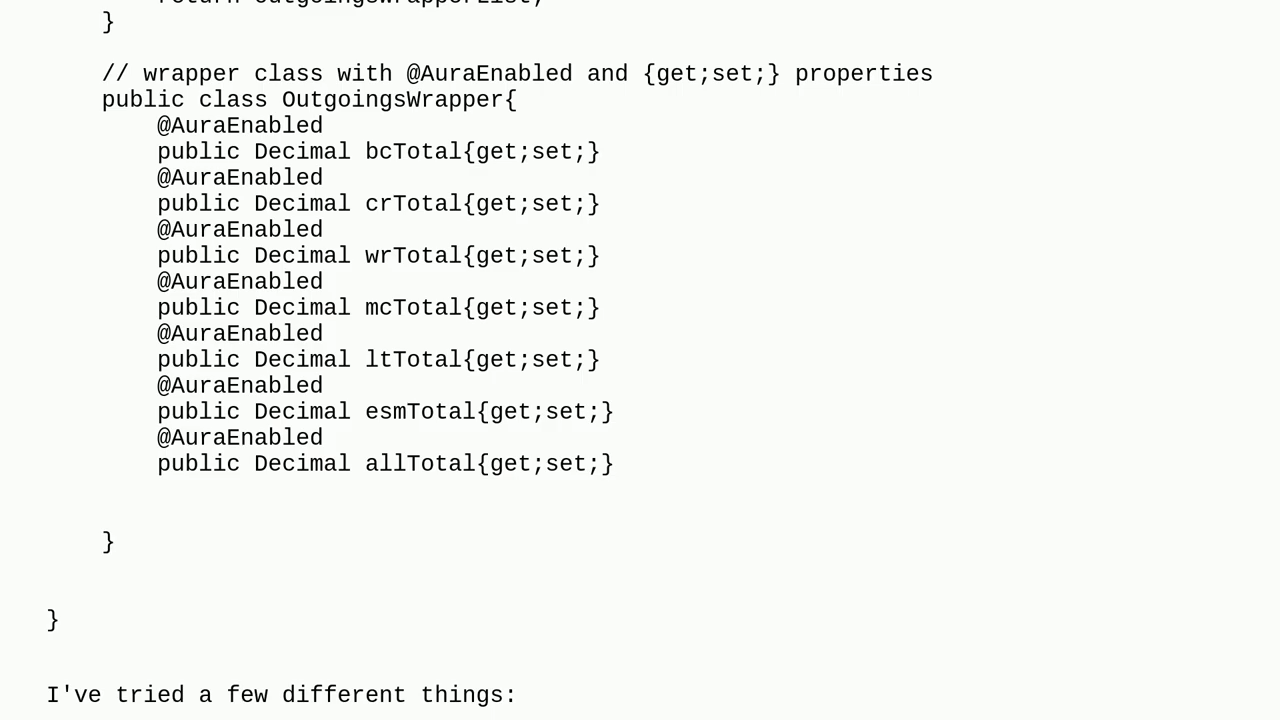 return outgoingsWrapperList;
}
// wrapper class with @AuraEnabled and {get;set;} properties
public class OutgoingsWrapper{
@AuraEnabled
public Decimal bcTotal{get;set;}
@AuraEnabled
public Decimal crTotal{get;set;}
@AuraEnabled
public Decimal wrTotal{get;set;}
@AuraEnabled
public Decimal mcTotal{get;set;}
@AuraEnabled
public Decimal ltTotal{get;set;}
@AuraEnabled
public Decimal esmTotal{get;set;}
@AuraEnabled
public Decimal allTotal{get;set;}
}
}
I've tried a few different things: